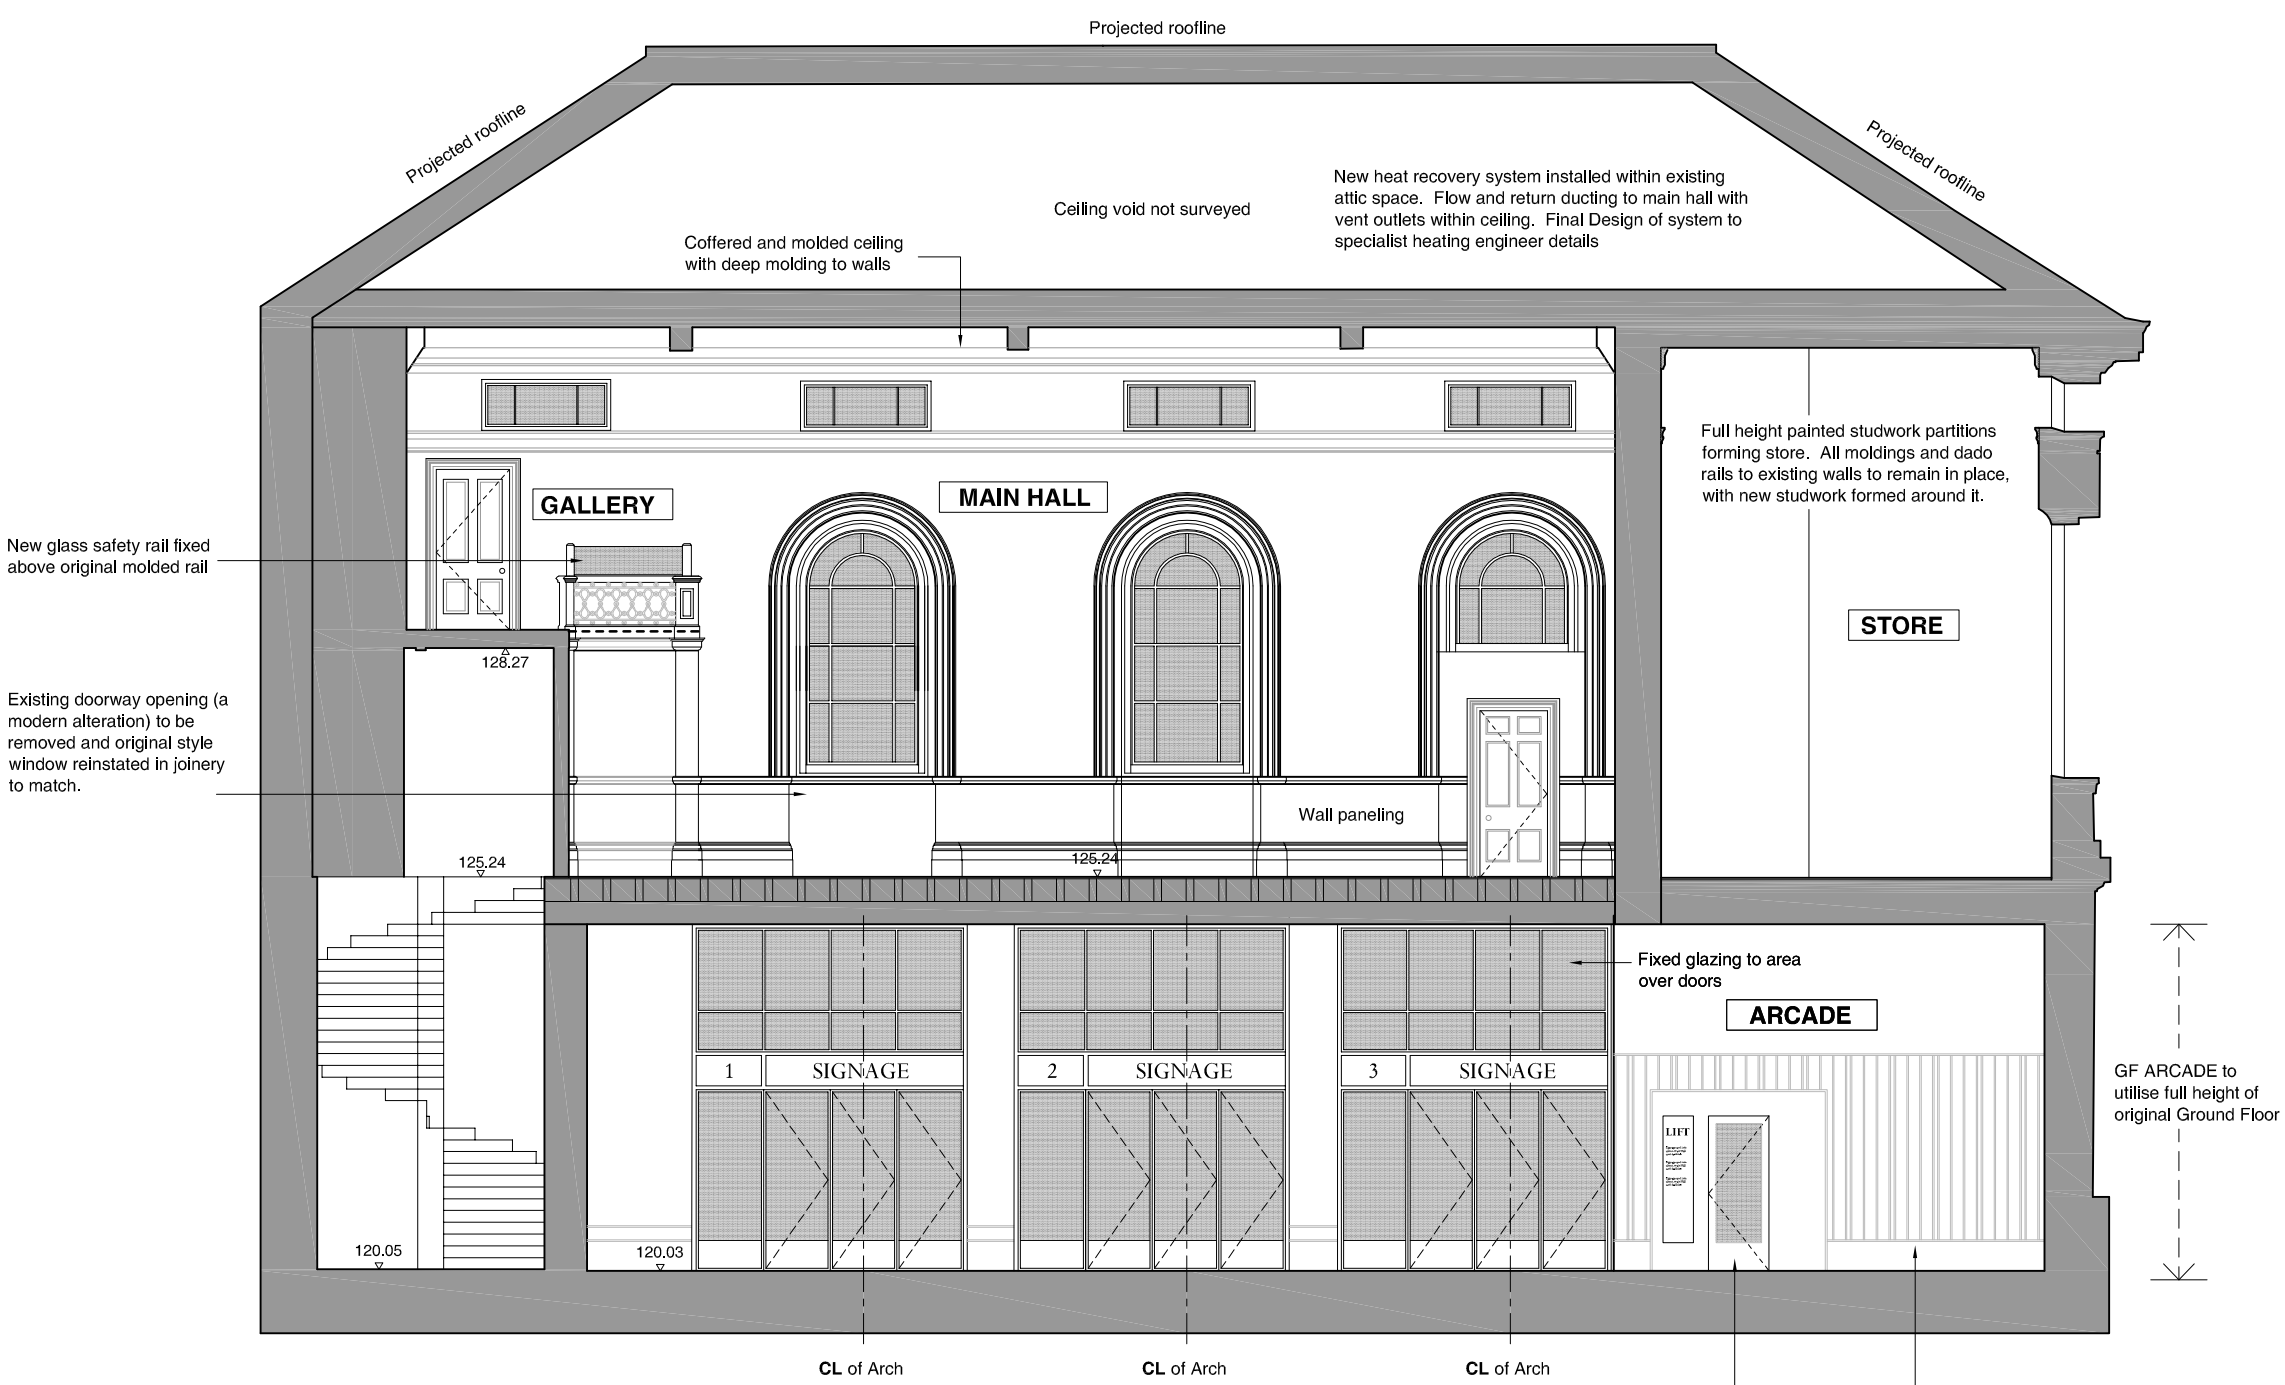 Projected roofline
Projected roofline
Projected roofline
New heat recovery system installed within existing
attic space. Flow and return ducting to main hall with
vent outlets within ceiling. Final Design of system to
specialist heating engineer details
Ceiling void not surveyed
Coffered and molded ceiling
with deep molding to walls
Full height painted studwork partitions
forming store. All moldings and dado
rails to existing walls to remain in place,
with new studwork formed around it.
GALLERY
MAIN HALL
New glass safety rail fixed
above original molded rail
STORE
128.27
Existing doorway opening (a
modern alteration) to be
removed and original style
window reinstated in joinery
to match.
Wall paneling
125.24
125.24
Fixed glazing to area
over doors
ARCADE
1
SIGNAGE
2
SIGNAGE
3
SIGNAGE
GF ARCADE to
utilise full height of
original Ground Floor
LIFT
120.05
120.03
CL of Arch
CL of Arch
CL of Arch